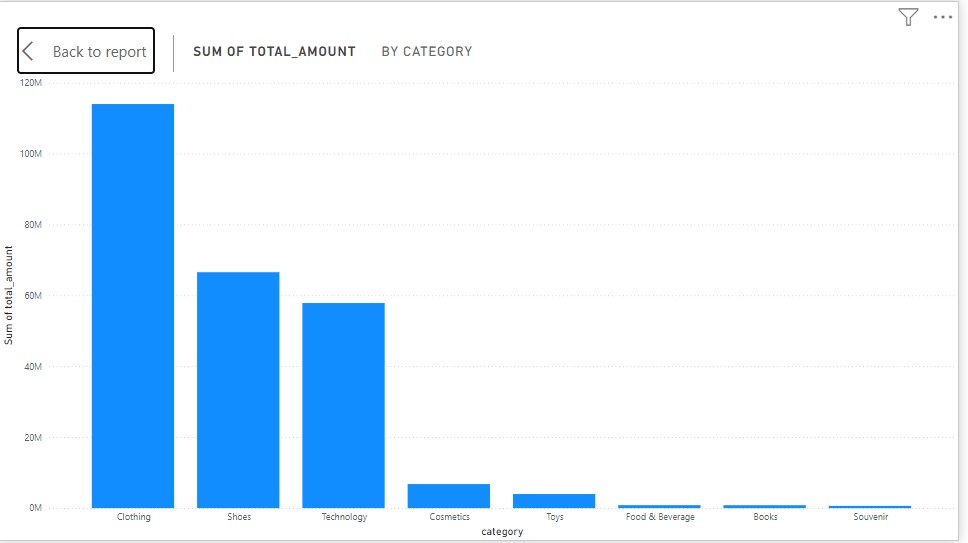 Back to report
SUM OF TOTAL_AMOUNT BY CATEGORY
120M
100M
80M
60M
40M
20M
0M
Sum of total_amount
Clothing Shoes Technology Cosmetics Toys Food & Beverage Books Souvenir
category